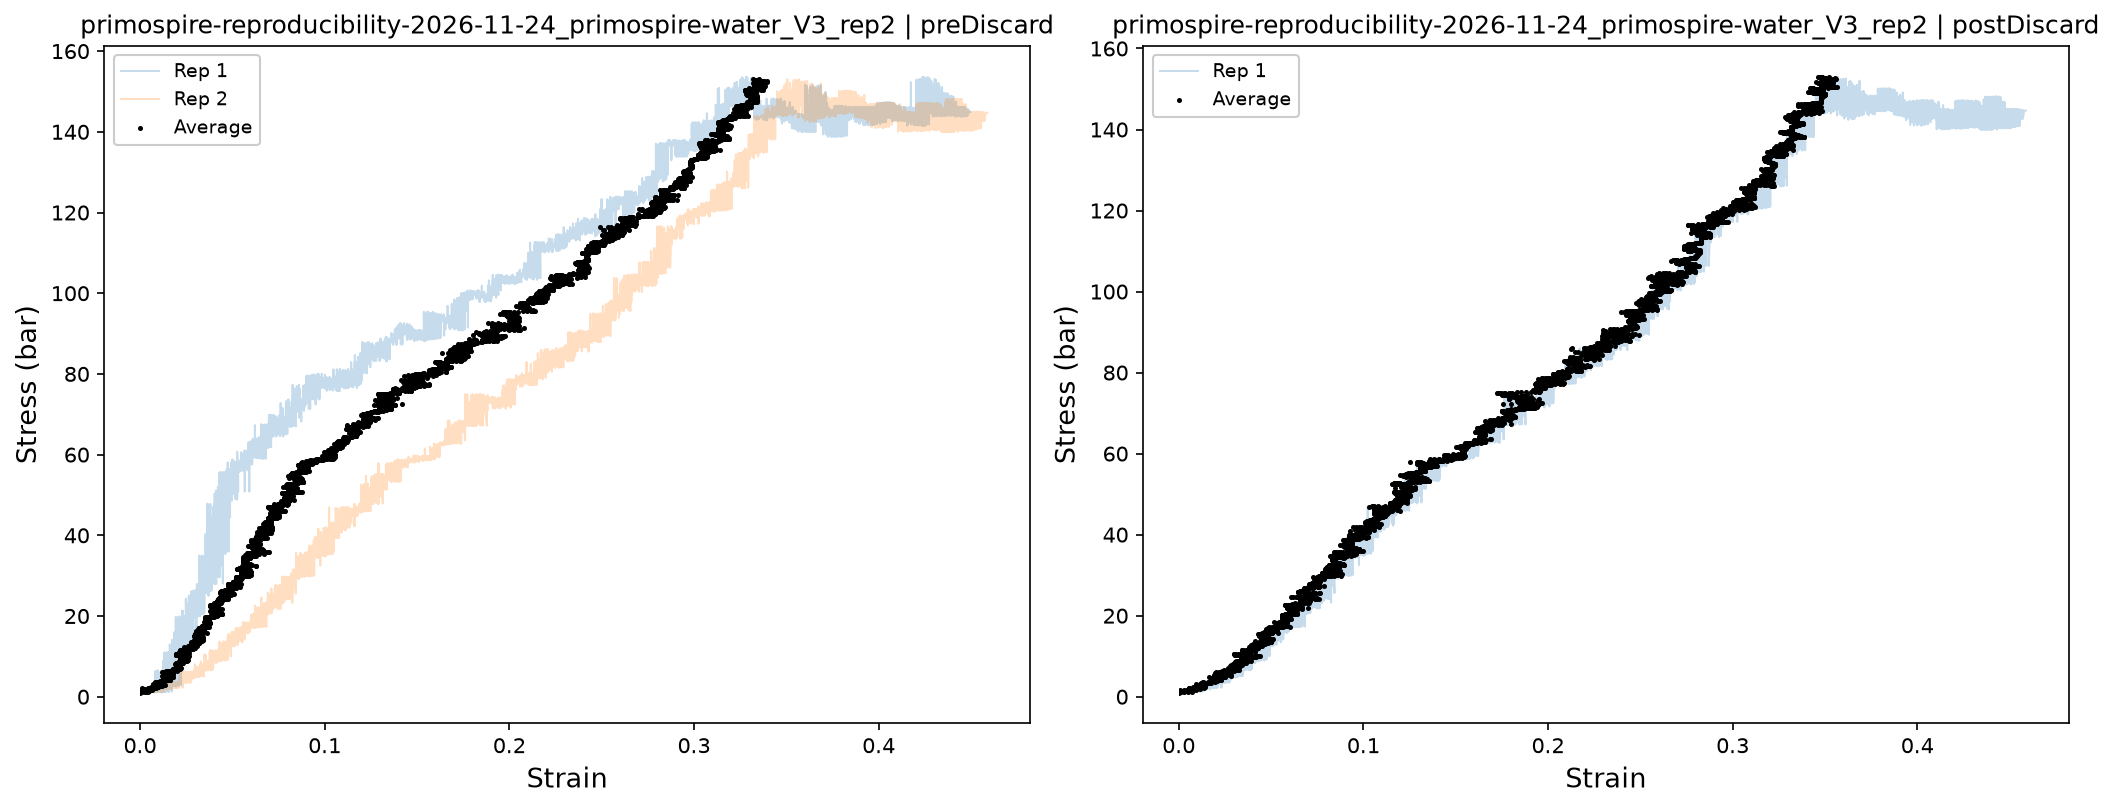 primospire-reproducibility-2026-11-24_primospire-water_V3_rep2 | preDiscard
160
140
120
100
80
60
40
20
0
Stress (bar)
Rep 1
Rep 2
Average
0.0 0.1 0.2 0.3 0.4
Strain
primospire-reproducibility-2026-11-24_primospire-water_V3_rep2 | postDiscard
160
140
120
100
80
60
40
20
0
Stress (bar)
Rep 1
Average
0.0 0.1 0.2 0.3 0.4
Strain